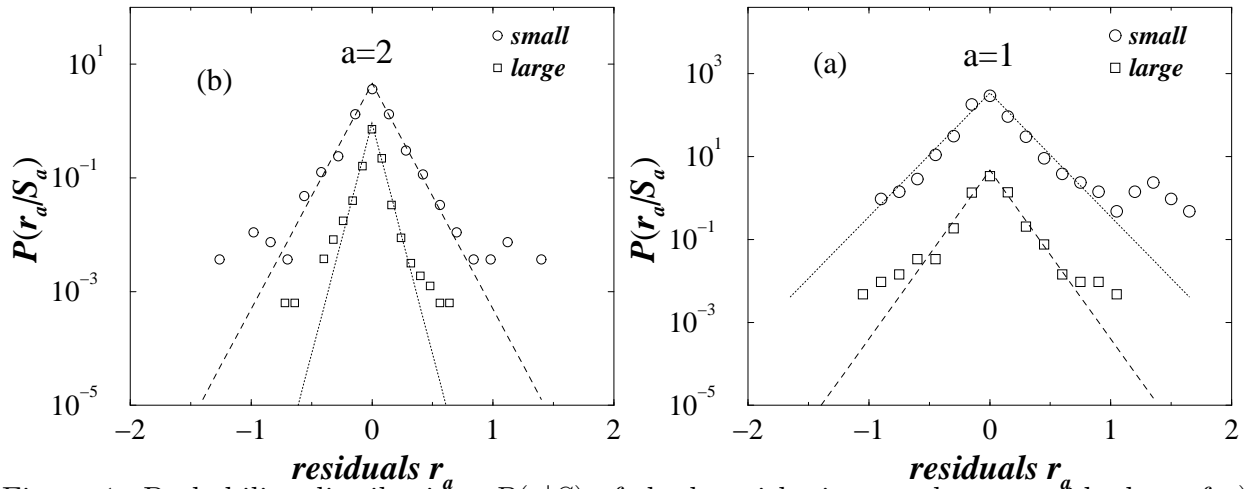 (b)
a=2
small
large
10^1
10^-1
10^-3
10^-5
P(r_a/S_a)
−2 −1 0 1 2
residuals r_a
(a)
a=1
small
large
10^3
10^1
10^-1
10^-3
10^-5
P(r_a/S_a)
−2 −1 0 1 2
residuals r_a